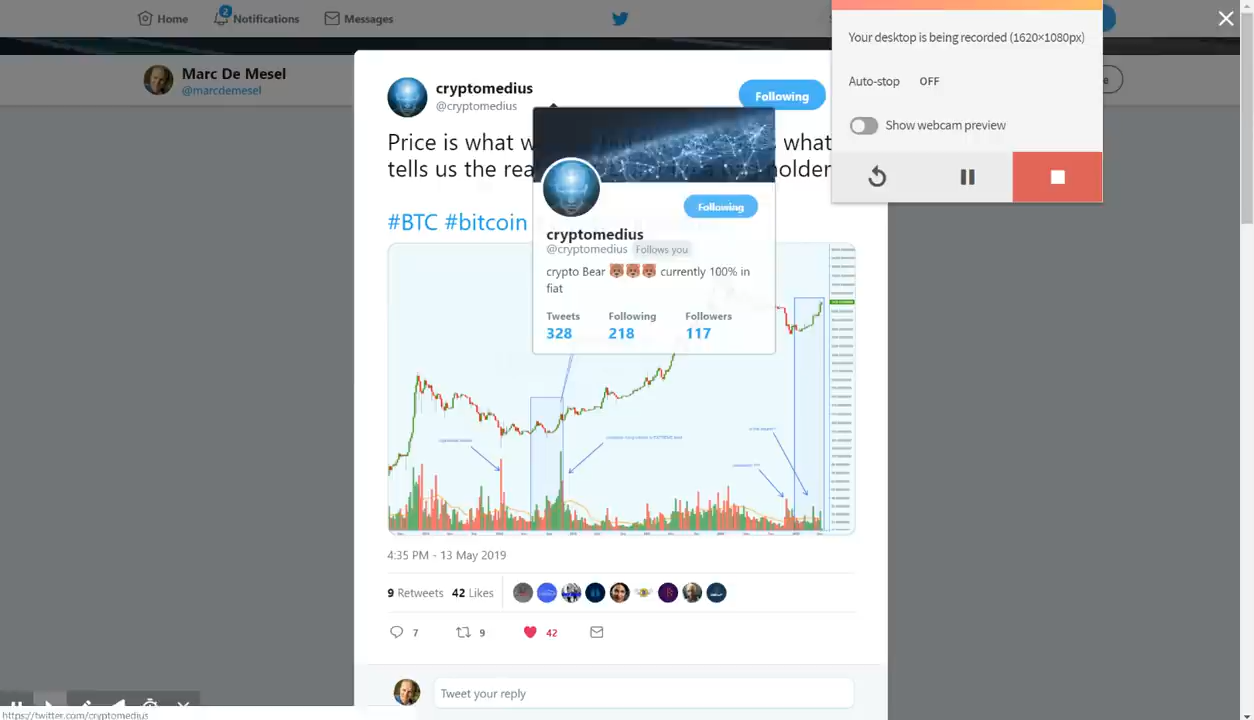 Home
2
Notifications
Messages
Your desktop is being recorded (1620×1080px)
Auto-stop OFF
Show webcam preview
Marc De Mesel
@marcdemesel
cryptomedius
@cryptomedius
Following
Price is what w
what
tells us the rea
holder
#BTC #bitcoin
Following
cryptomedius
@cryptomedius Follows you
crypto Bear 🐻🐻🐻 currently 100% in
fiat
Tweets Following Followers
328 218 117
4:35 PM - 13 May 2019
9 Retweets 42 Likes
7 9 42
Tweet your reply
https://twitter.com/cryptomedius